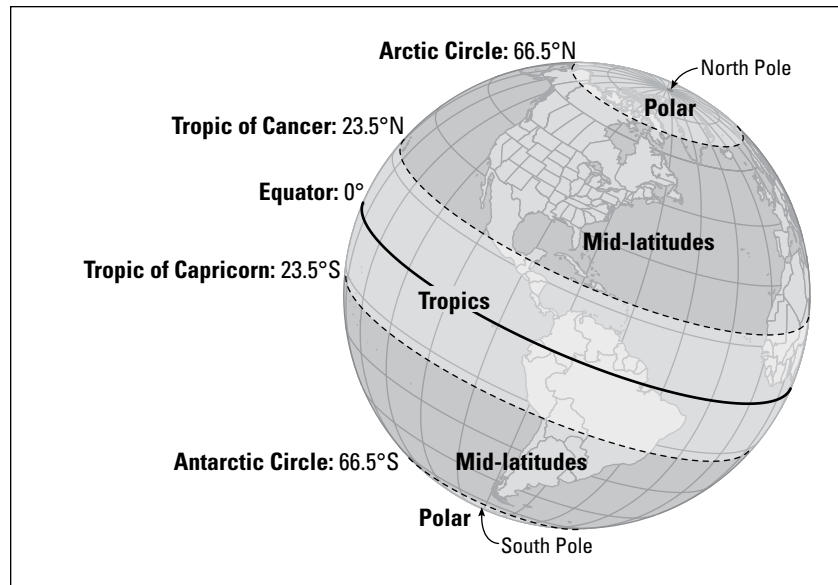 Arctic Circle: 66.5°N
North Pole
Polar
Tropic of Cancer: 23.5°N
Equator: 0°
Mid-latitudes
Tropic of Capricorn: 23.5°S
Tropics
Antarctic Circle: 66.5°S
Mid-latitudes
Polar
South Pole